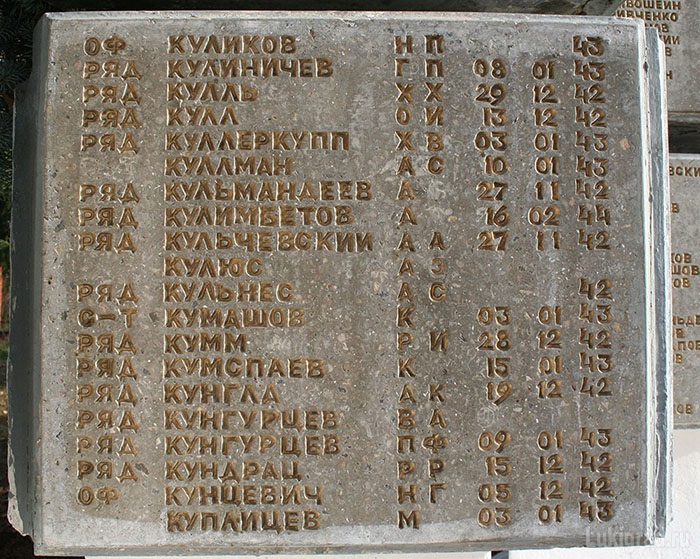 ОФ КУЛИКОВ Н П 43
РЯД КУЛИНИЧЕВ Г П 08 01 43
РЯД КУЛЛЬ Х Х 29 12 42
РЯД КУЛЛ О И 13 12 42
РЯД КУЛЛЕРКУПП Х В 03 01 43
КУЛЛМАН А С 10 01 43
РЯД КУЛЬМАНДЕЕВ А 27 11 42
РЯД КУЛИМБЕТОВ А 16 02 44
РЯД КУЛЬЧЕВСКИИ А А 27 11 42
КУЛЮС А З
РЯД КУЛЬНЕС А С 42
С-Т КУМАШОВ К 03 01 43
РЯД КУММ Р И 28 12 42
РЯД КУМСПАЕВ К 15 01 43
РЯД КУНГЛА А К 19 12 42
РЯД КУНГУРЦЕВ В А
РЯД КУНГУРЦЕВ П Ф 09 01 43
РЯД КУНДРАЦ Р Р 15 12 42
ОФ КУНЦЕВИЧ Н Г 05 12 42
КУПЛИЦЕВ М 03 01 43